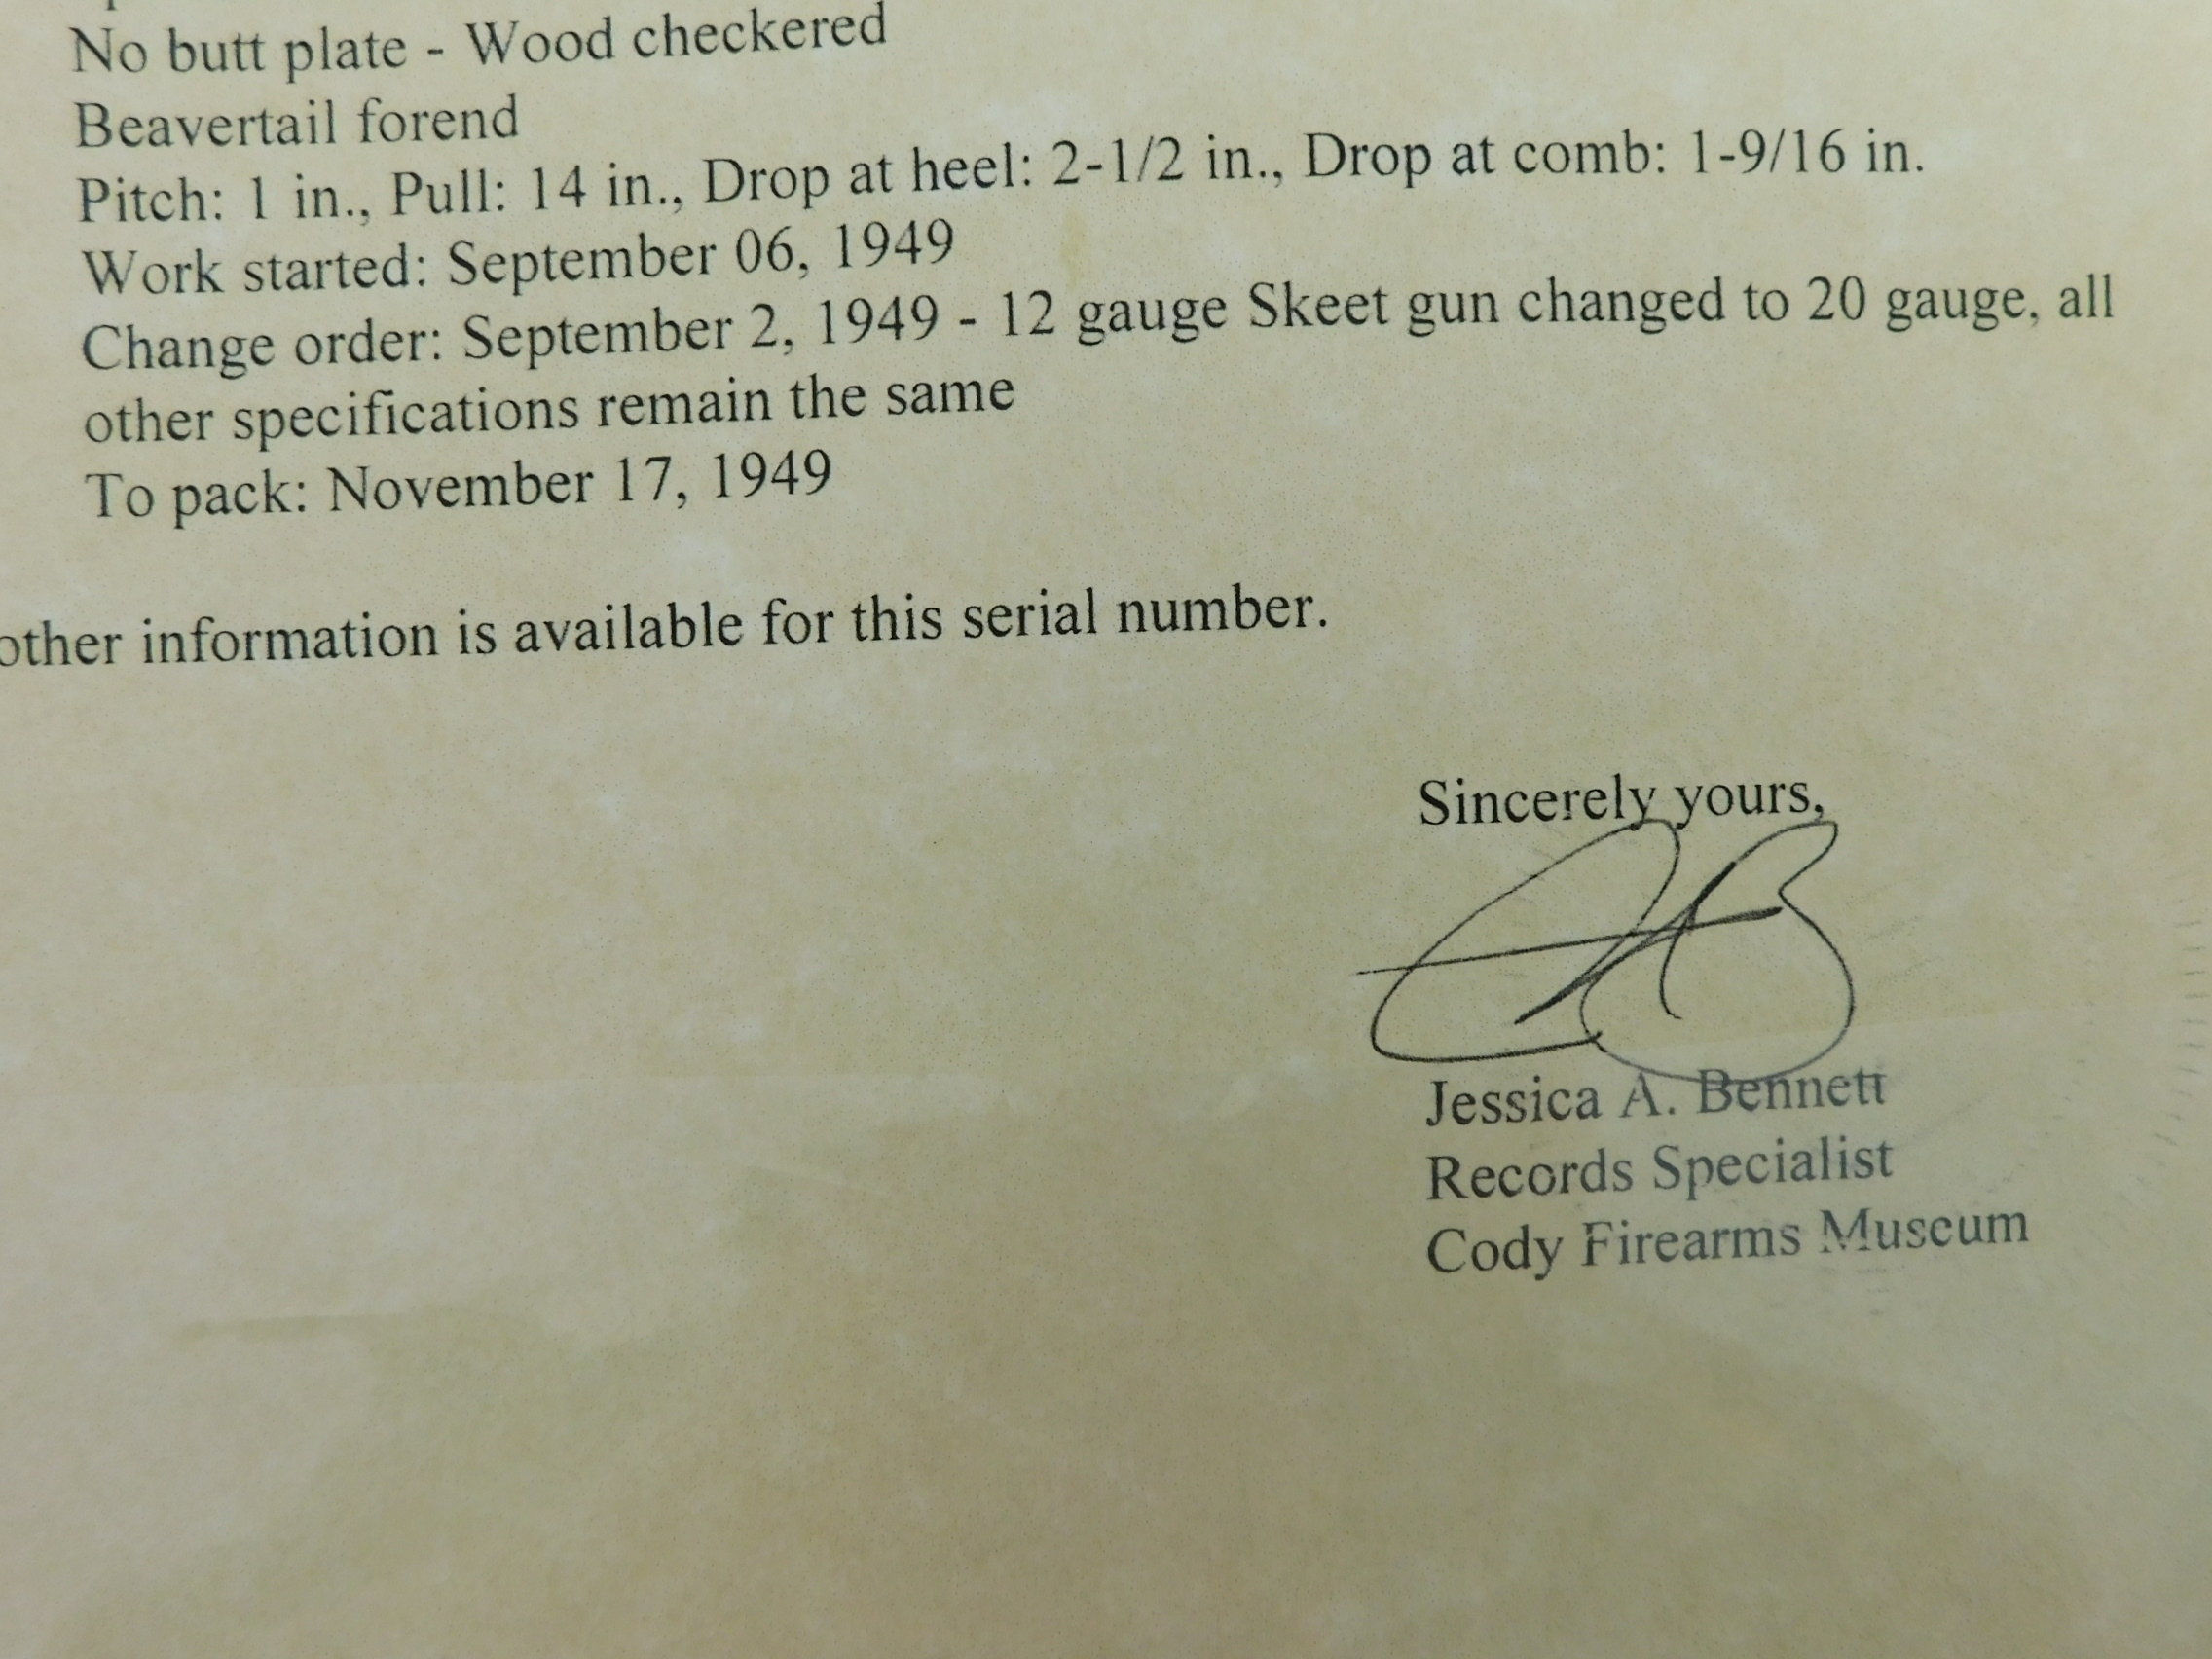 No butt plate - Wood checkered
Beavertail forend
Pitch: 1 in., Pull: 14 in., Drop at heel: 2-1/2 in., Drop at comb: 1-9/16 in.
Work started: September 06, 1949
Change order: September 2, 1949 - 12 gauge Skeet gun changed to 20 gauge, all
other specifications remain the same
To pack: November 17, 1949
other information is available for this serial number.
Sincerely yours,
Jessica A. Bennett
Records Specialist
Cody Firearms Museum